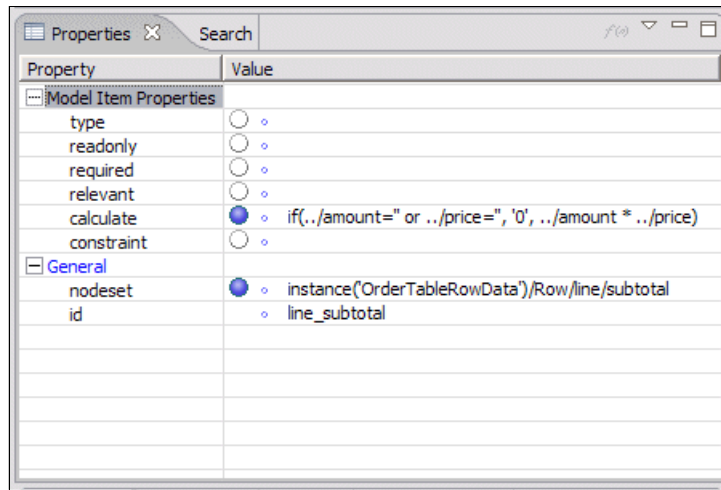 Properties Search f(a)
Property Value
Model Item Properties
type
readonly
required
relevant
calculate if(../amount='' or ../price='', '0', ../amount * ../price)
constraint
General
nodeset instance('OrderTableRowData')/Row/line/subtotal
id line_subtotal